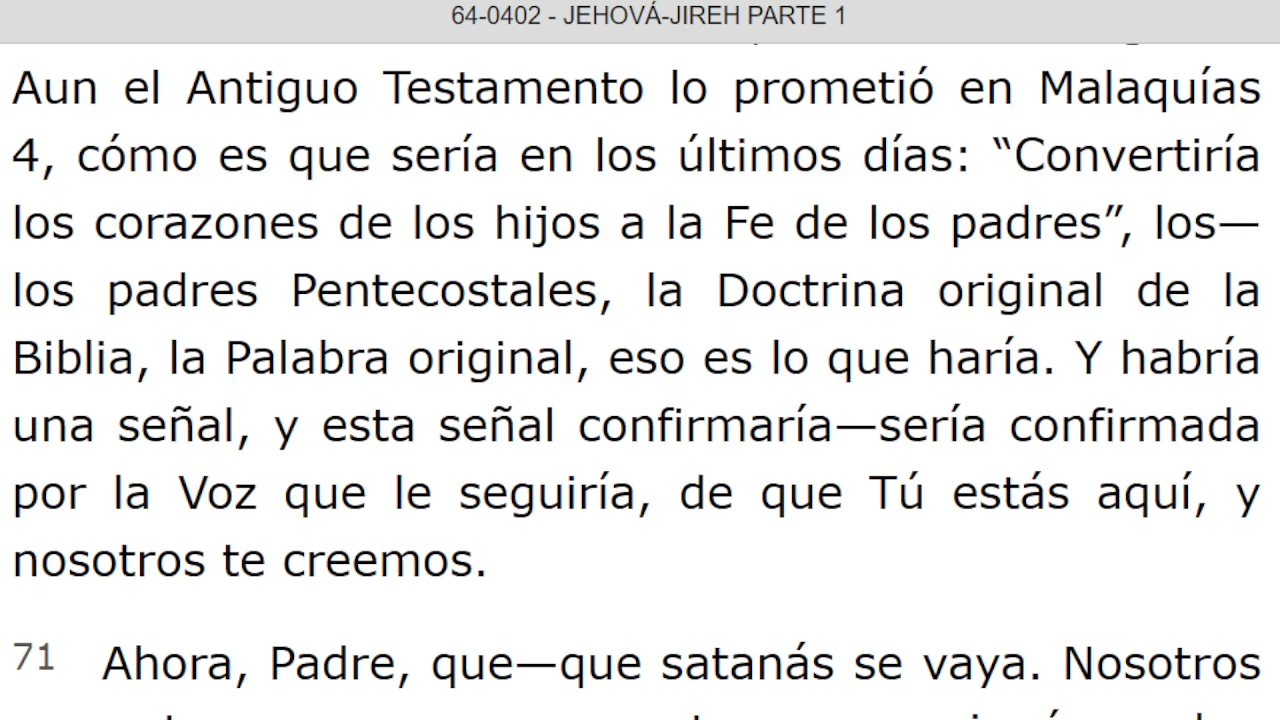 64-0402 - JEHOVÁ-JIREH PARTE 1
Aun el Antiguo Testamento lo prometió en Malaquías
4, cómo es que sería en los últimos días: “Convertiría
los corazones de los hijos a la Fe de los padres”, los—
los padres Pentecostales, la Doctrina original de la
Biblia, la Palabra original, eso es lo que haría. Y habría
una señal, y esta señal confirmaría—sería confirmada
por la Voz que le seguiría, de que Tú estás aquí, y
nosotros te creemos.
71 Ahora, Padre, que—que satanás se vaya. Nosotros